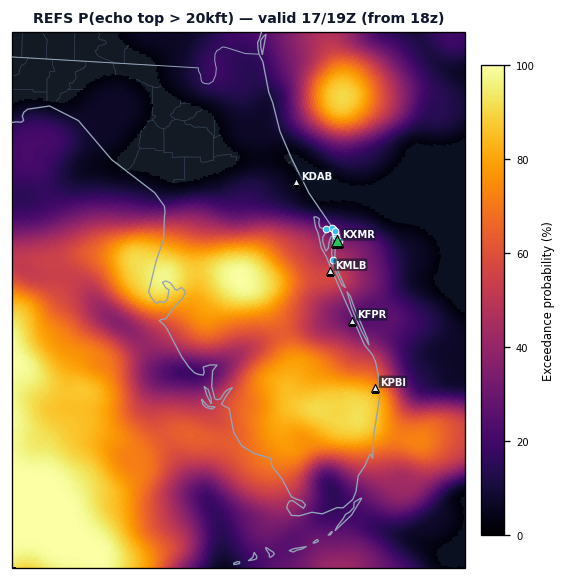 REFS P(echo top > 20kft) — valid 17/19Z (from 18z)
KDAB
KXMR
KMLB
KFPR
KPBI
100
80
60
40
20
0
Exceedance probability (%)